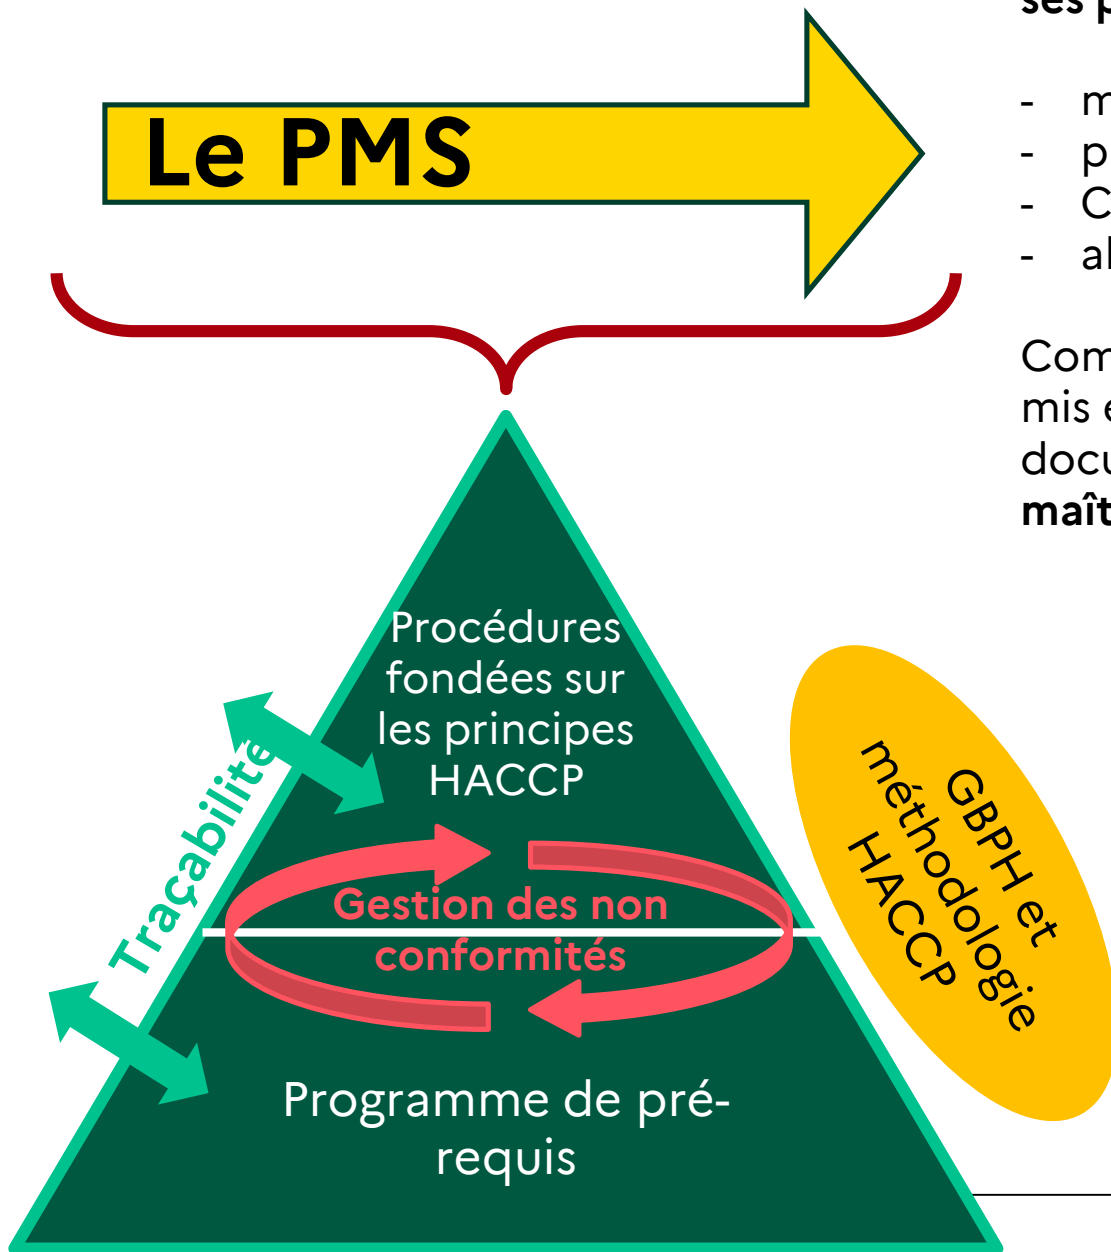 Le PMS
-
-
-
-
mis
Procédures
fondées sur
les principes
HACCP
Traçabilité
Gestion des non
conformités
Programme de pré-
requis
GBPH et
méthodologie
HACCP